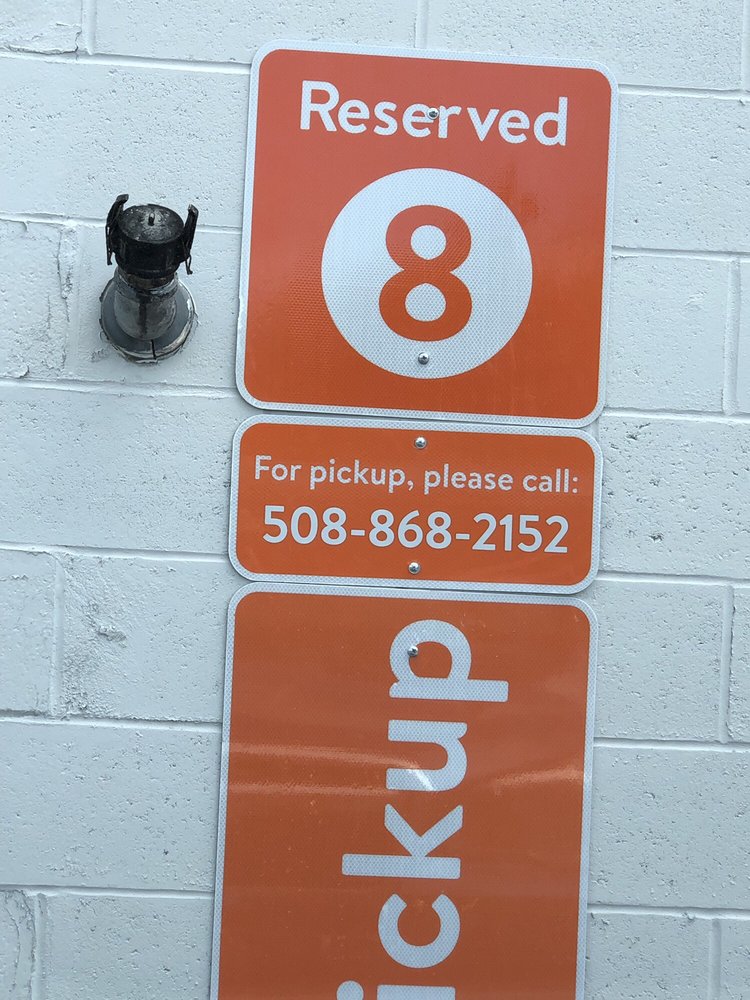 Reserved
8
For pickup, please call:
508-868-2152
ickup